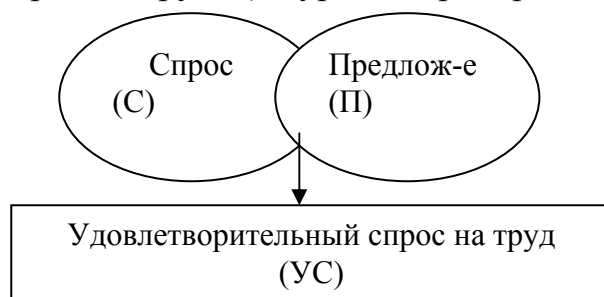 Спрос
(С)
Предлож-е
(П)
Удовлетворительный спрос на труд
(УС)